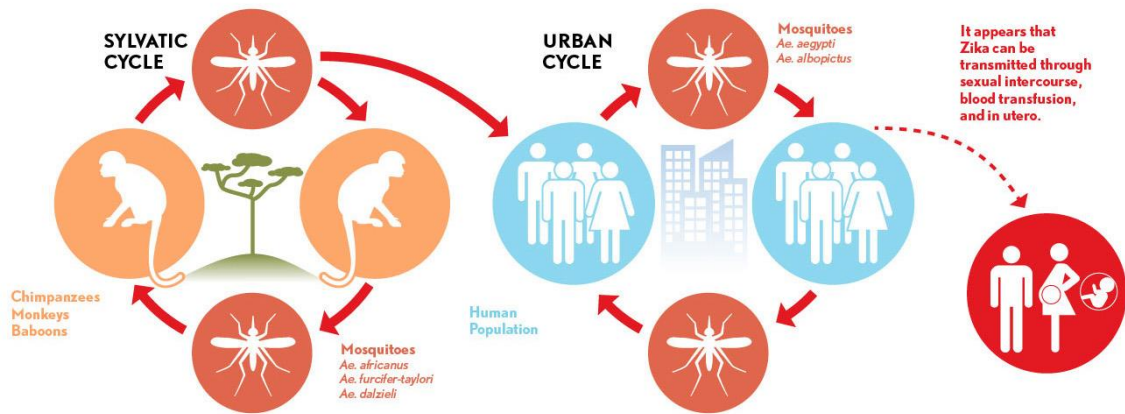 SYLVATIC
CYCLE
Chimpanzees
Monkeys
Baboons
Mosquitoes
Ae. africanus
Ae. furcifer-taylori
Ae. dalzieli
URBAN
CYCLE
Mosquitoes
Ae. aegypti
Ae. albopictus
Human
Population
It appears that
Zika can be
transmitted through
sexual intercourse,
blood transfusion,
and in utero.